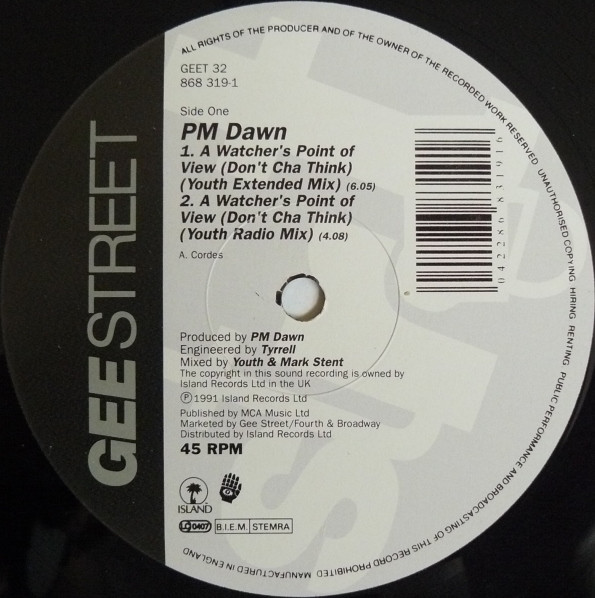 ALL RIGHTS OF THE PRODUCER AND OF THE OWNER OF THE RECORDED WORK RESERVED UNAUTHORISED COPYING HIRING RENTING PUBLIC PERFORMANCE AND BROADCASTING OF THIS RECORD PROHIBITED MANUFACTURED IN ENGLAND
GEE STREET
GEET 32
868 319-1
Side One
PM Dawn
1. A Watcher's Point of
View (Don't Cha Think)
(Youth Extended Mix) (6.05)
2. A Watcher's Point of
View (Don't Cha Think)
(Youth Radio Mix) (4.08)
A. Cordes
0 42286 83191 6
Produced by PM Dawn
Engineered by Tyrrell
Mixed by Youth & Mark Stent
The copyright in this sound recording is owned by
Island Records Ltd in the UK
Ⓟ 1991 Island Records Ltd
Published by MCA Music Ltd
Marketed by Gee Street/Fourth & Broadway
Distributed by Island Records Ltd
45 RPM
ISLAND
LC 0407 B.I.E.M. STEMRA